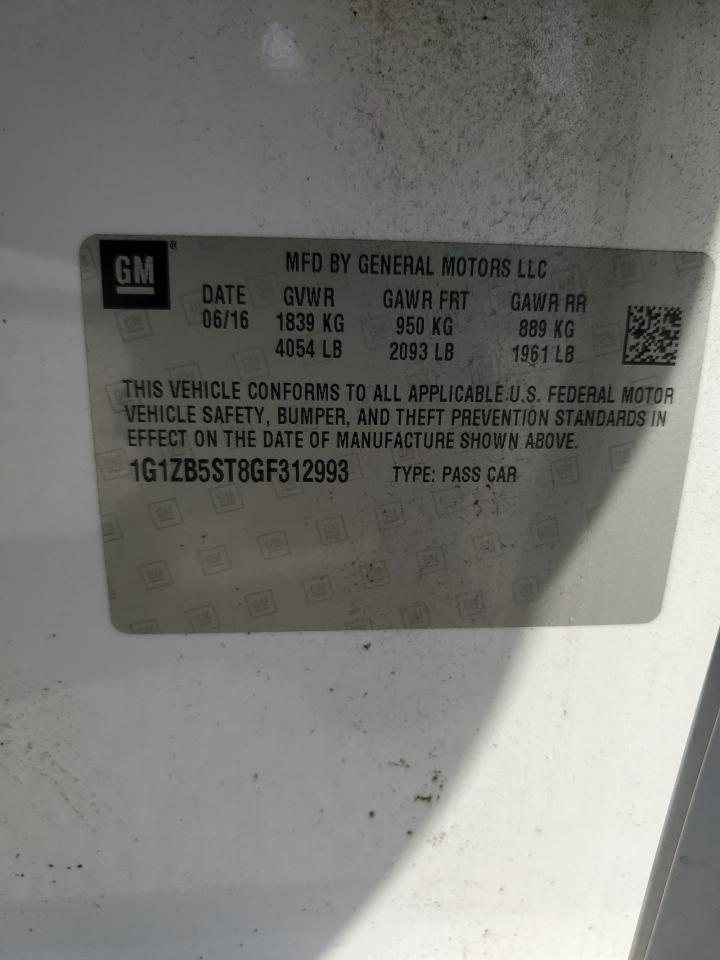 GM®
MFD BY GENERAL MOTORS LLC
DATE GVWR GAWR FRT GAWR RR
06/16 1839 KG 950 KG 889 KG
4054 LB 2093 LB 1961 LB
THIS VEHICLE CONFORMS TO ALL APPLICABLE U.S. FEDERAL MOTOR
VEHICLE SAFETY, BUMPER, AND THEFT PREVENTION STANDARDS IN
EFFECT ON THE DATE OF MANUFACTURE SHOWN ABOVE.
1G1ZB5ST8GF312993 TYPE: PASS CAR